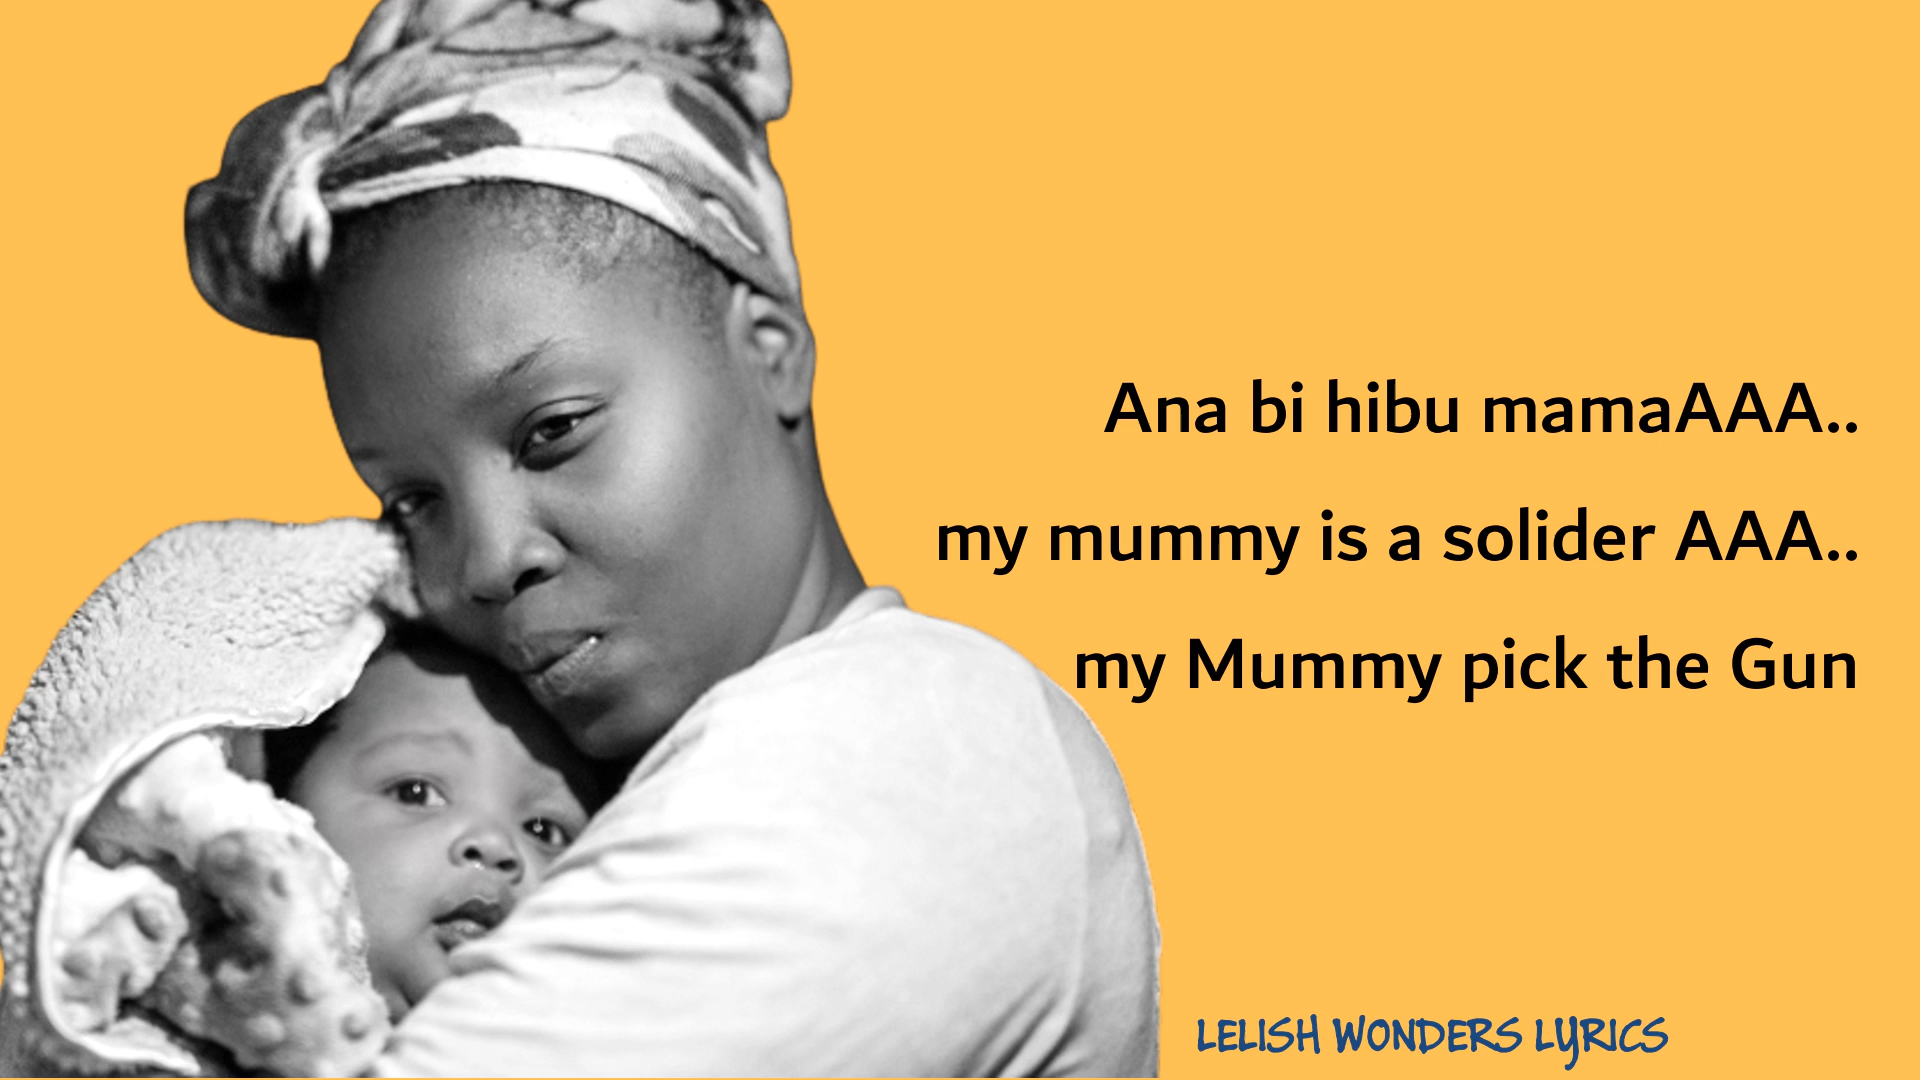 Ana bi hibu mamaAAA..
my mummy is a solider AAA..
my Mummy pick the Gun
LELISH WONDERS LYRICS